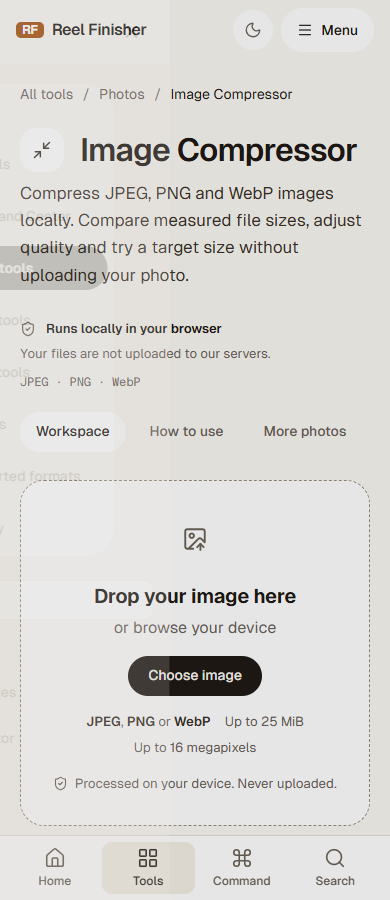 RF Reel Finisher
Menu
All tools / Photos / Image Compressor
Image Compressor
Compress JPEG, PNG and WebP images
locally. Compare measured file sizes, adjust
quality and try a target size without
uploading your photo.
Runs locally in your browser
Your files are not uploaded to our servers.
JPEG · PNG · WebP
Workspace How to use More photos
Drop your image here
or browse your device
Choose image
JPEG, PNG or WebP Up to 25 MiB
Up to 16 megapixels
Processed on your device. Never uploaded.
Home Tools Command Search